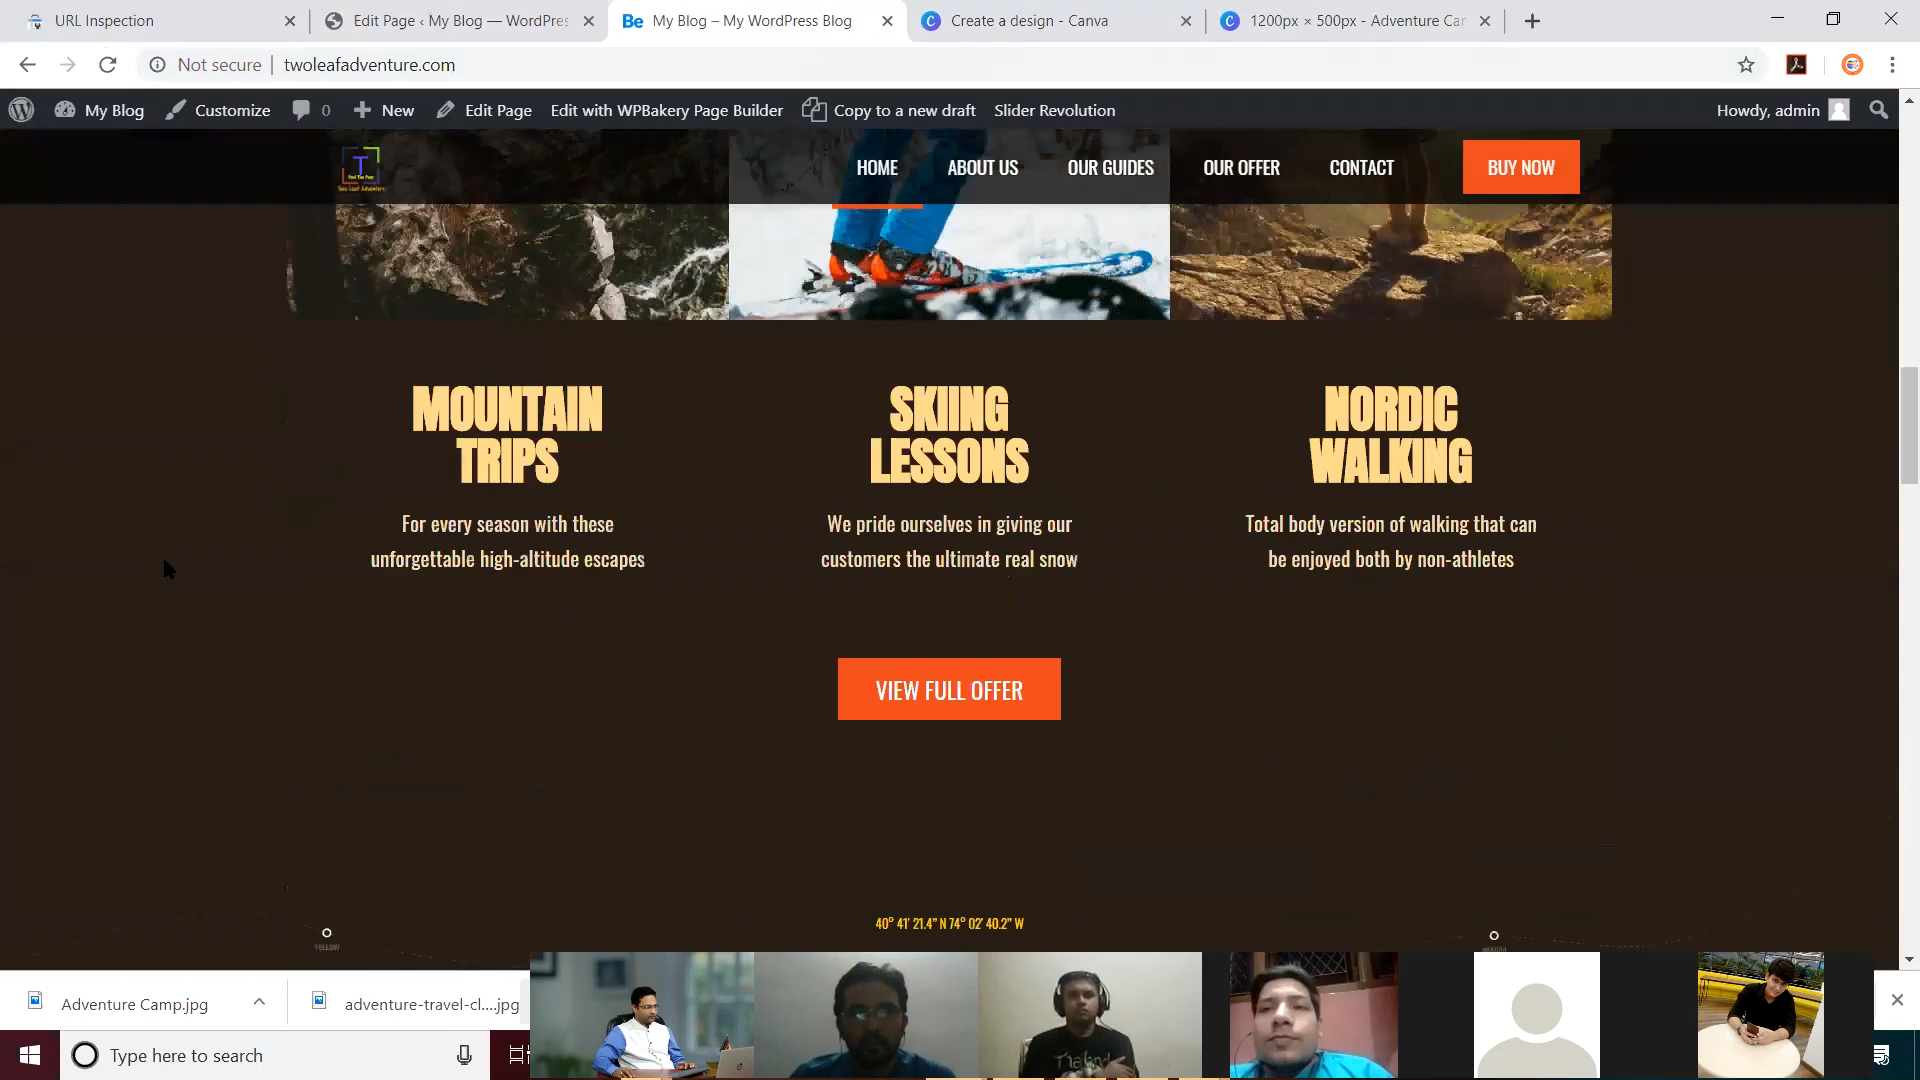 URL Inspection
Edit Page ‹ My Blog — WordPres
Be My Blog – My WordPress Blog
Create a design - Canva
1200px × 500px - Adventure Car
Not secure
twoleafadventure.com
My Blog
Customize
0
New
Edit Page
Edit with WPBakery Page Builder
Copy to a new draft
Slider Revolution
Howdy, admin
T
HOME
ABOUT US
OUR GUIDES
OUR OFFER
CONTACT
BUY NOW
MOUNTAIN
TRIPS
For every season with these
unforgettable high-altitude escapes
SKIING
LESSONS
We pride ourselves in giving our
customers the ultimate real snow
NORDIC
WALKING
Total body version of walking that can
be enjoyed both by non-athletes
VIEW FULL OFFER
40° 41' 21.4" N 74° 02' 40.2" W
Adventure Camp.jpg
adventure-travel-cl....jpg
Type here to search
Thailand